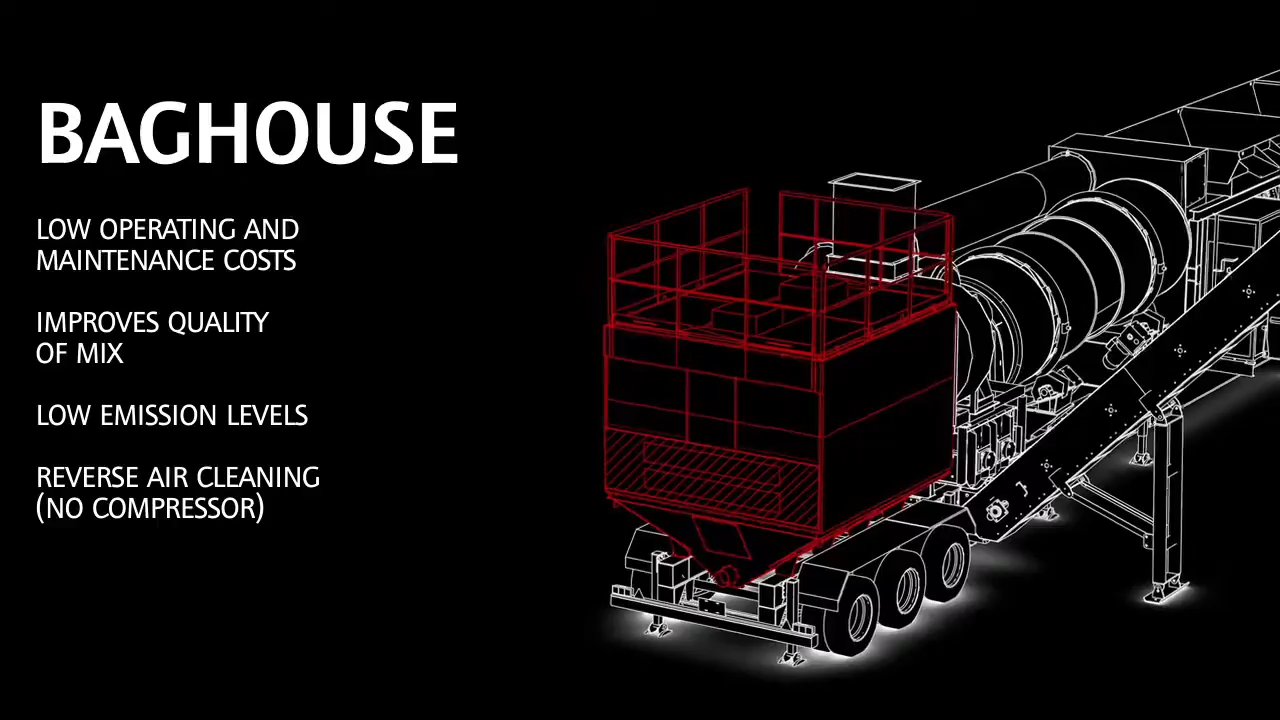 BAGHOUSE
LOW OPERATING AND
MAINTENANCE COSTS
IMPROVES QUALITY
OF MIX
LOW EMISSION LEVELS
REVERSE AIR CLEANING
(NO COMPRESSOR)